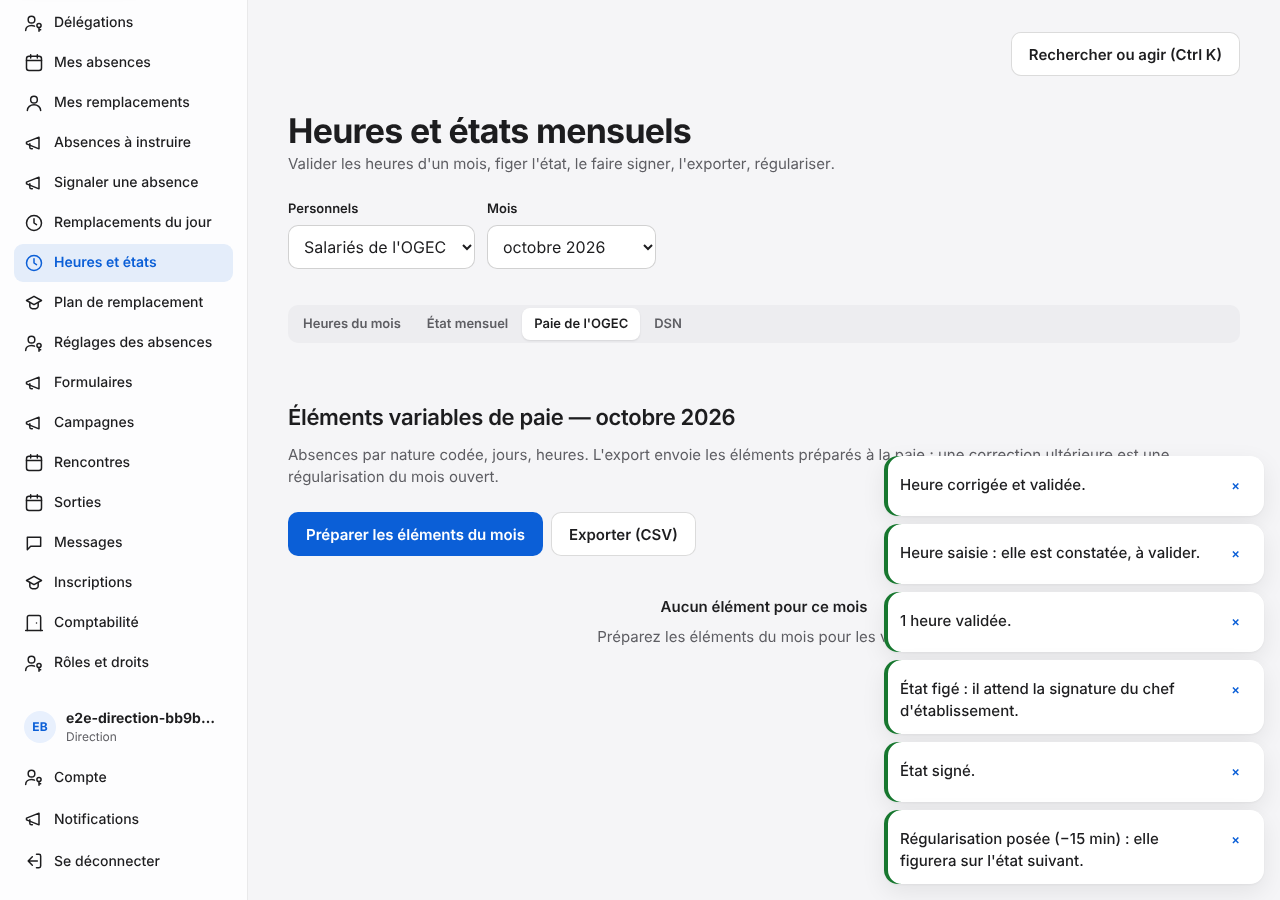 Délégations
Mes absences
Mes remplacements
Absences à instruire
Signaler une absence
Remplacements du jour
Heures et états
Plan de remplacement
Réglages des absences
Formulaires
Campagnes
Rencontres
Sorties
Messages
Inscriptions
Comptabilité
Rôles et droits
EB
e2e-direction-bb9b...
Direction
Compte
Notifications
Se déconnecter
Rechercher ou agir (Ctrl K)
Heures et états mensuels
Valider les heures d'un mois, figer l'état, le faire signer, l'exporter, régulariser.
Personnels
Mois
Salariés de l'OGEC
octobre 2026
Heures du mois
État mensuel
Paie de l'OGEC
DSN
Éléments variables de paie — octobre 2026
Absences par nature codée, jours, heures. L'export envoie les éléments préparés à la paie ; une correction ultérieure est une
régularisation du mois ouvert.
Préparer les éléments du mois
Exporter (CSV)
Aucun élément pour ce mois
Préparez les éléments du mois pour les
Heure corrigée et validée.
×
Heure saisie : elle est constatée, à valider.
×
1 heure validée.
×
État figé : il attend la signature du chef
d'établissement.
×
État signé.
×
Régularisation posée (−15 min) : elle
figurera sur l'état suivant.
×